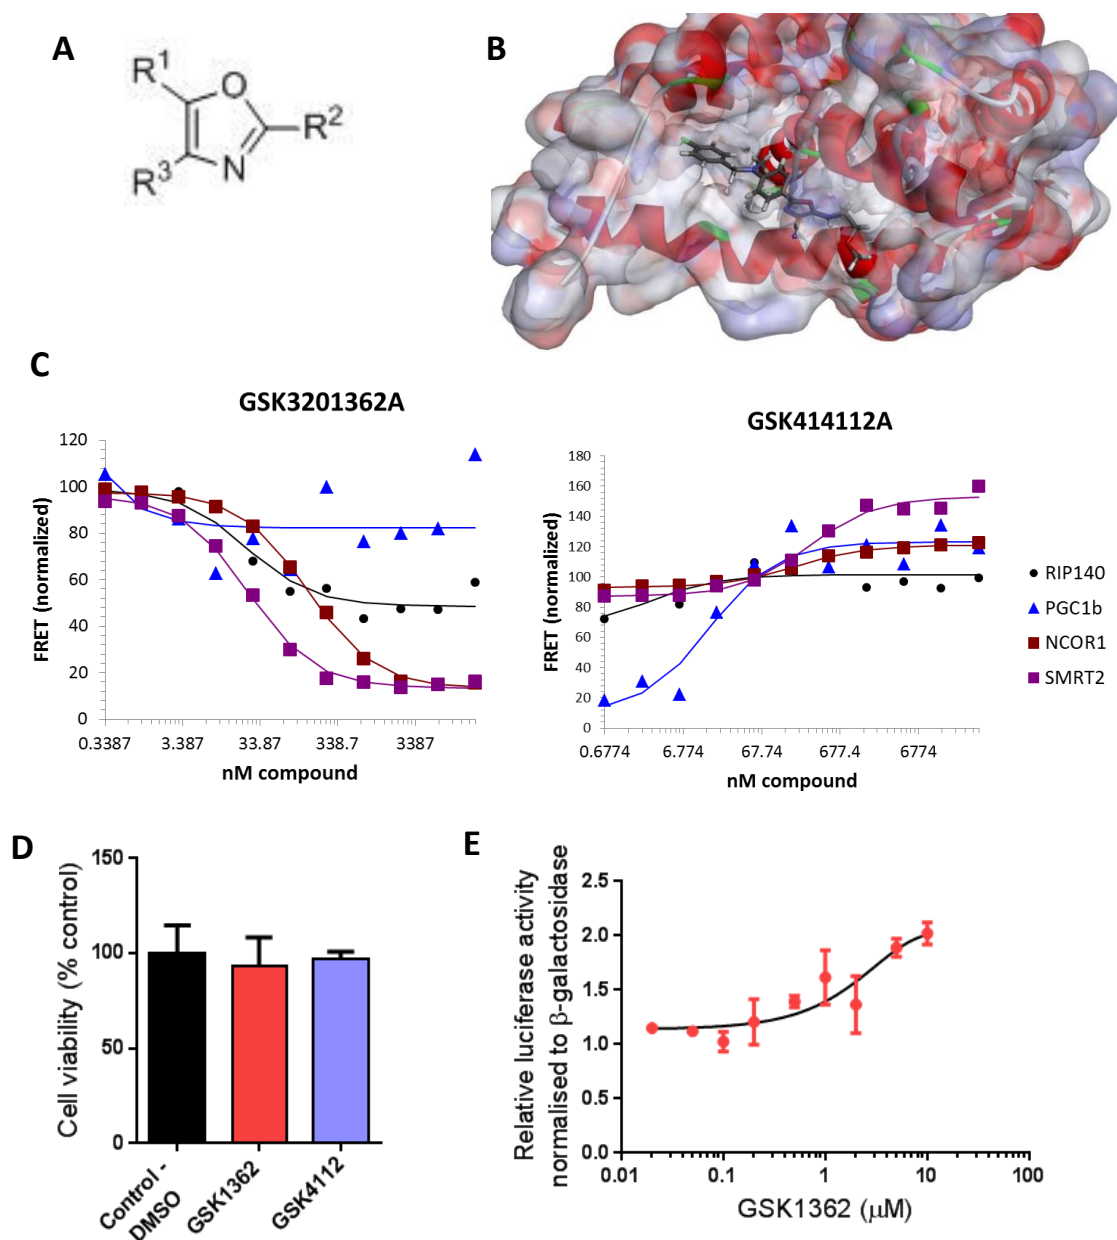 A
R¹
O
R²
R³
N
B
C
GSK3201362A
120
100
80
60
40
20
0
FRET (normalized)
0.3387 3.387 33.87 338.7 3387
nM compound
GSK414112A
180
160
140
120
100
80
60
40
20
0
FRET (normalized)
0.6774 6.774 67.74 677.4 6774
nM compound
RIP140
PGC1b
NCOR1
SMRT2
D
Cell viability (% control)
150
100
50
0
Control -
DMSO
GSK1362
GSK4112
E
Relative luciferase activity
normalised to β-galactosidase
2.5
2.0
1.5
1.0
0.5
0.0
0.01 0.1 1 10 100
GSK1362 (μM)